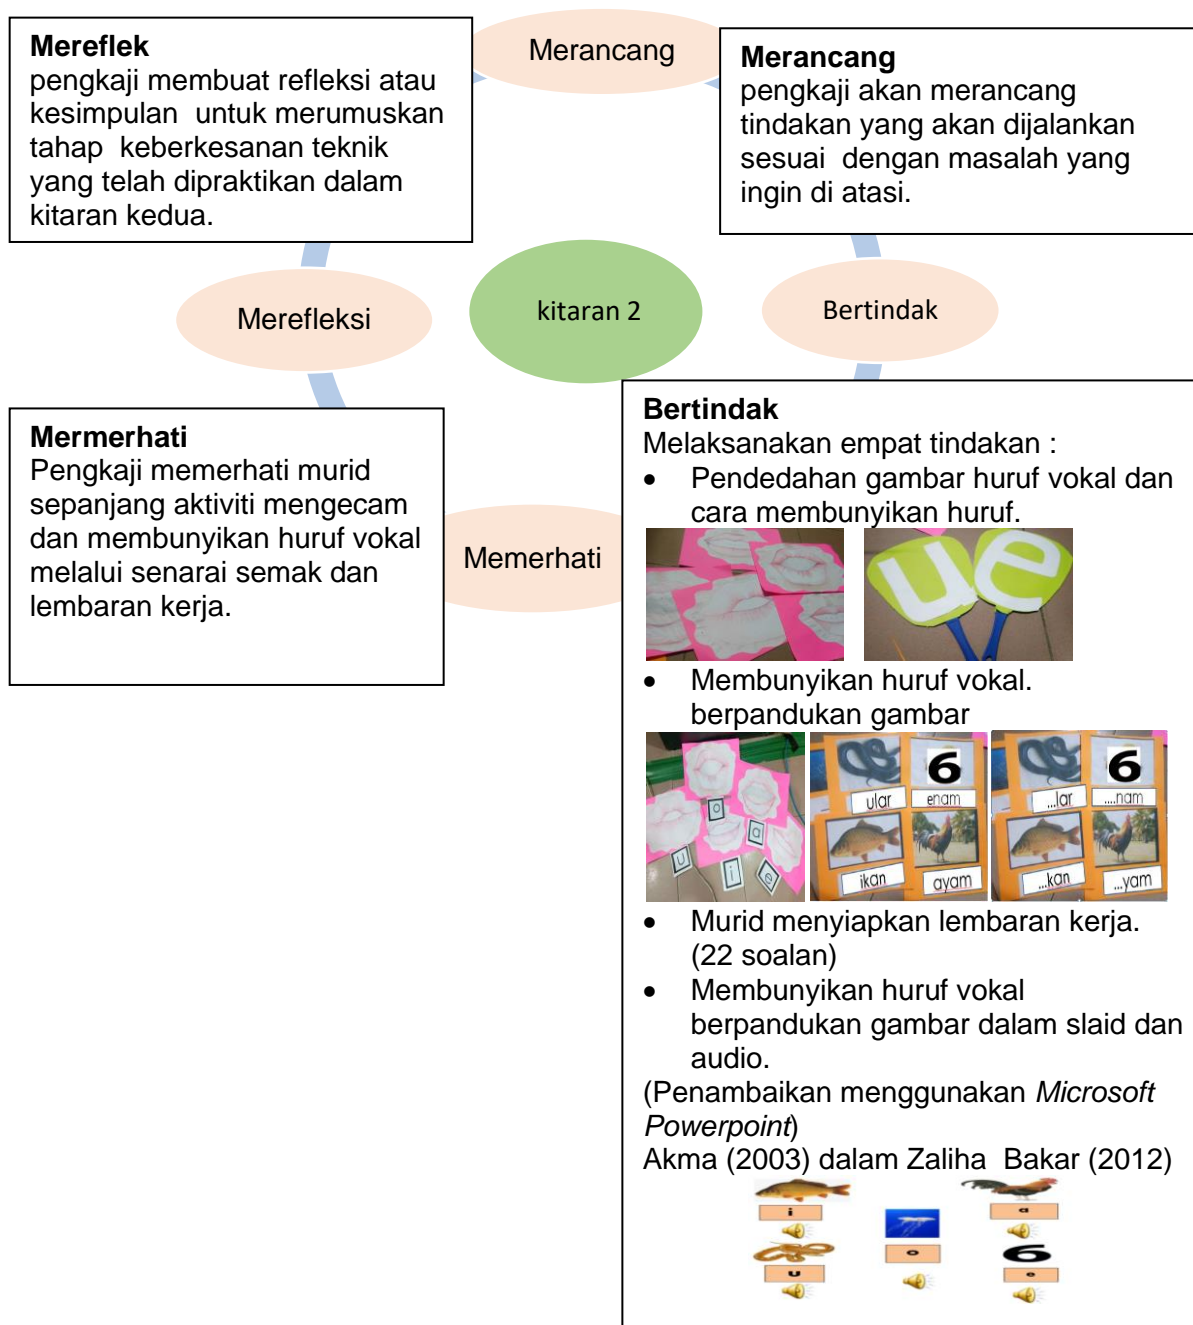 Merancang
Mereflek
pengkaji membuat refleksi atau
kesimpulan untuk merumuskan
tahap keberkesanan teknik
yang telah dipraktikan dalam
kitaran kedua.
Merancang
pengkaji akan merancang
tindakan yang akan dijalankan
sesuai dengan masalah yang
ingin di atasi.
Merefleksi
kitaran 2
Bertindak
Mermerhati
Pengkaji memerhati murid
sepanjang aktiviti mengecam
dan membunyikan huruf vokal
melalui senarai semak dan
lembaran kerja.
Memerhati
Bertindak
Melaksanakan empat tindakan :
• Pendedahan gambar huruf vokal dan
cara membunyikan huruf.
u e
• Membunyikan huruf vokal.
berpandukan gambar
o
a
u
i
e
6
ular enam
ikan ayam
6
...lar ....nam
...kan ...yam
• Murid menyiapkan lembaran kerja.
(22 soalan)
• Membunyikan huruf vokal
berpandukan gambar dalam slaid dan
audio.
(Penambaikan menggunakan Microsoft
Powerpoint)
Akma (2003) dalam Zaliha Bakar (2012)
i
a
o
6
u
e